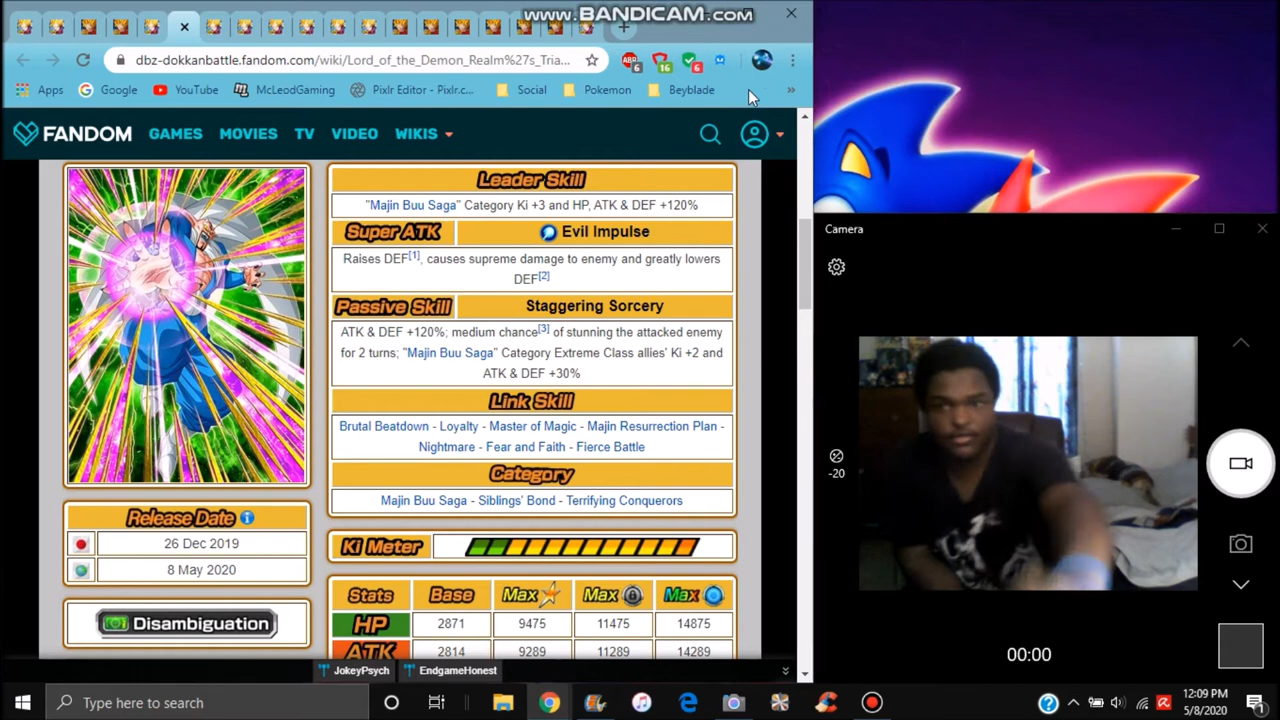 www.BANDICAM.com
dbz-dokkanbattle.fandom.com/wiki/Lord_of_the_Demon_Realm%27s_Tria...
6
16
6
Apps
Google
YouTube
McLeodGaming
Pixlr Editor - Pixlr.c...
Social
Pokemon
Beyblade
»
FANDOM
GAMES
MOVIES
TV
VIDEO
WIKIS
Leader Skill
"Majin Buu Saga" Category Ki +3 and HP, ATK & DEF +120%
Super ATK
Evil Impulse
Raises DEF[1], causes supreme damage to enemy and greatly lowers
DEF[2]
Passive Skill
Staggering Sorcery
ATK & DEF +120%; medium chance[3] of stunning the attacked enemy
for 2 turns; "Majin Buu Saga" Category Extreme Class allies' Ki +2 and
ATK & DEF +30%
Link Skill
Brutal Beatdown - Loyalty - Master of Magic - Majin Resurrection Plan -
Nightmare - Fear and Faith - Fierce Battle
Category
Majin Buu Saga - Siblings' Bond - Terrifying Conquerors
Release Date
26 Dec 2019
8 May 2020
Disambiguation
Ki Meter
Stats Base Max Max Max
HP 2871 9475 11475 14875
ATK 2814 9289 11289 14289
JokeyPsych
EndgameHonest
Camera
-20
00:00
Type here to search
12:09 PM
5/8/2020
1